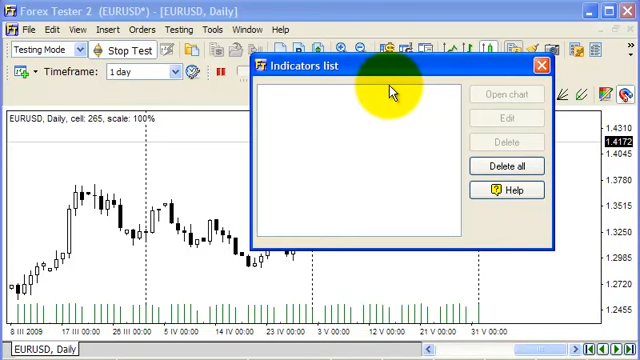 Forex Tester 2 (EURUSD*) - [EURUSD, Daily]
File Edit View Insert Orders Testing Tools Window Help
Testing Mode Stop Test
Timeframe: 1 day
Indicators list
Open chart
Edit
Delete
Delete all
Help
EURUSD, Daily, cell: 265, scale: 100%
1.4310
1.4172
1.4045
1.3780
1.3515
1.3250
1.2985
1.2720
1.2455
8 III 2009 17 III 00:00 26 III 00:00 5 IV 00:00 14 IV 00:00 23 IV 00:00 3 V 00:00 12 V 00:00 21 V 00:00 31 V 00:00
EURUSD, Daily